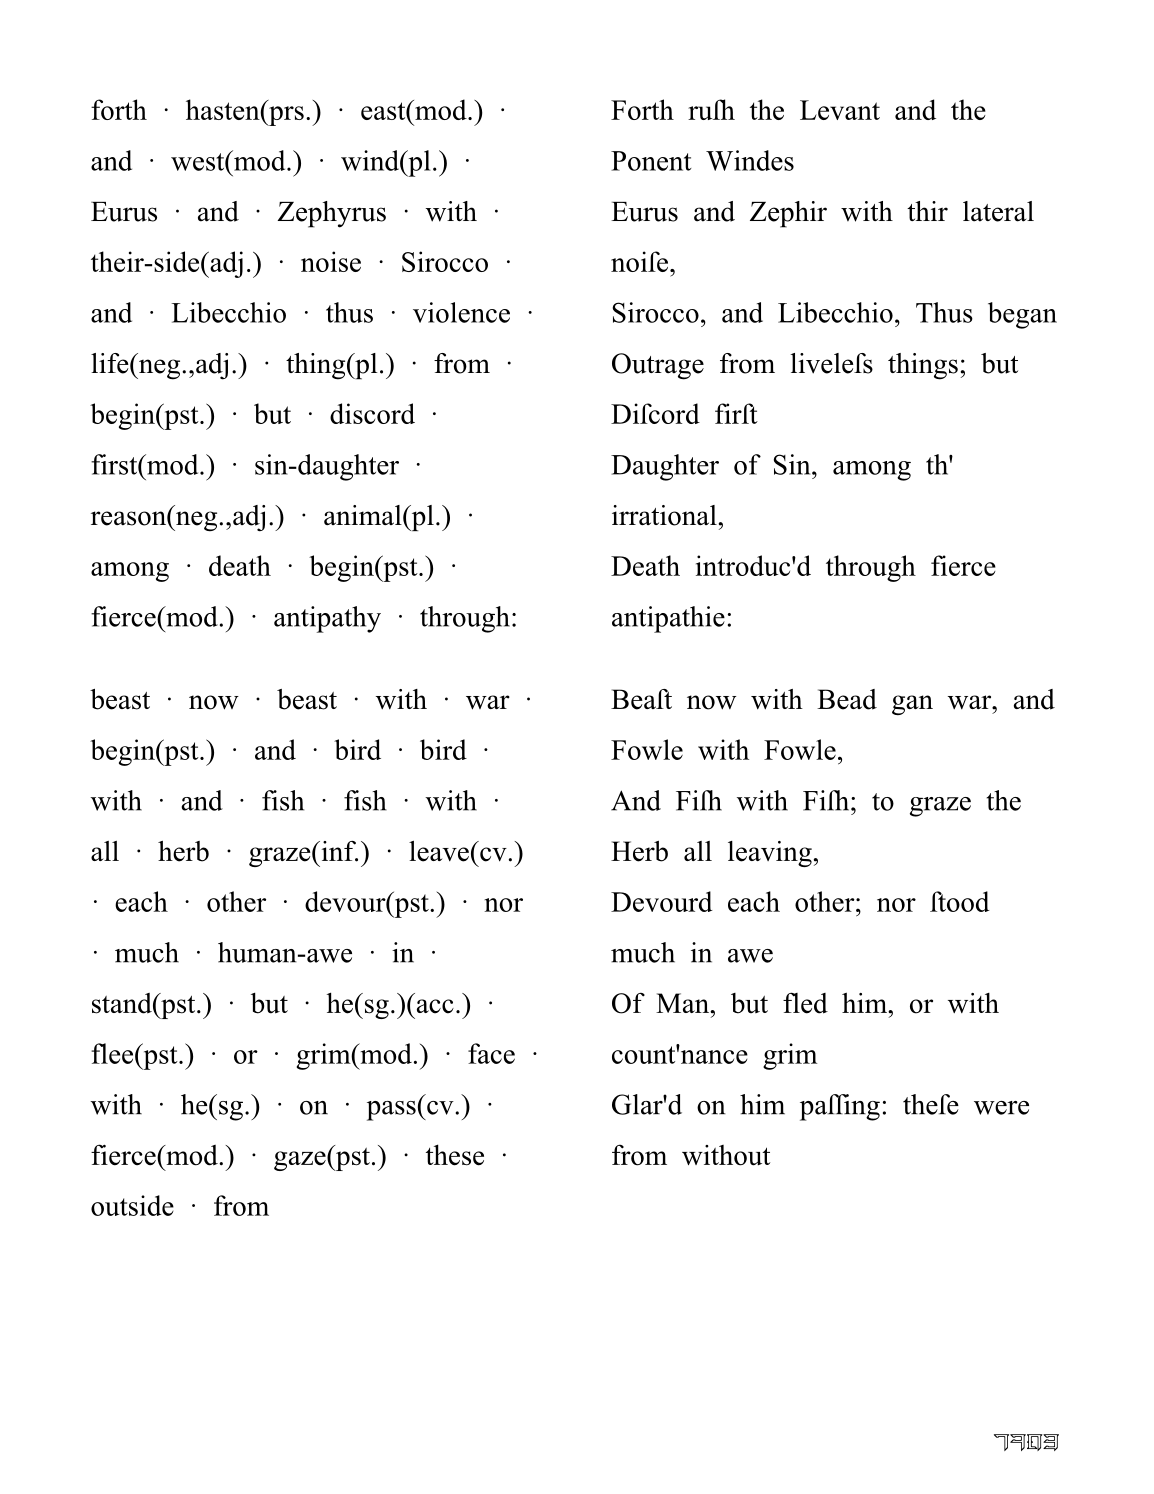 forth · hasten(prs.) · east(mod.) ·
and · west(mod.) · wind(pl.) ·
Eurus · and · Zephyrus · with ·
their-side(adj.) · noise · Sirocco ·
and · Libecchio · thus · violence ·
life(neg.,adj.) · thing(pl.) · from ·
begin(pst.) · but · discord ·
first(mod.) · sin-daughter ·
reason(neg.,adj.) · animal(pl.) ·
among · death · begin(pst.) ·
fierce(mod.) · antipathy · through:
beast · now · beast · with · war ·
begin(pst.) · and · bird · bird ·
with · and · fish · fish · with ·
all · herb · graze(inf.) · leave(cv.)
· each · other · devour(pst.) · nor
· much · human-awe · in ·
stand(pst.) · but · he(sg.)(acc.) ·
flee(pst.) · or · grim(mod.) · face ·
with · he(sg.) · on · pass(cv.) ·
fierce(mod.) · gaze(pst.) · these ·
outside · from
Forth ruſh the Levant and the
Ponent Windes
Eurus and Zephir with thir lateral
noiſe,
Sirocco, and Libecchio, Thus began
Outrage from liveleſs things; but
Diſcord firſt
Daughter of Sin, among th'
irrational,
Death introduc'd through fierce
antipathie:
Beaſt now with Bead gan war, and
Fowle with Fowle,
And Fiſh with Fiſh; to graze the
Herb all leaving,
Devourd each other; nor ſtood
much in awe
Of Man, but fled him, or with
count'nance grim
Glar'd on him paſſing: theſe were
from without